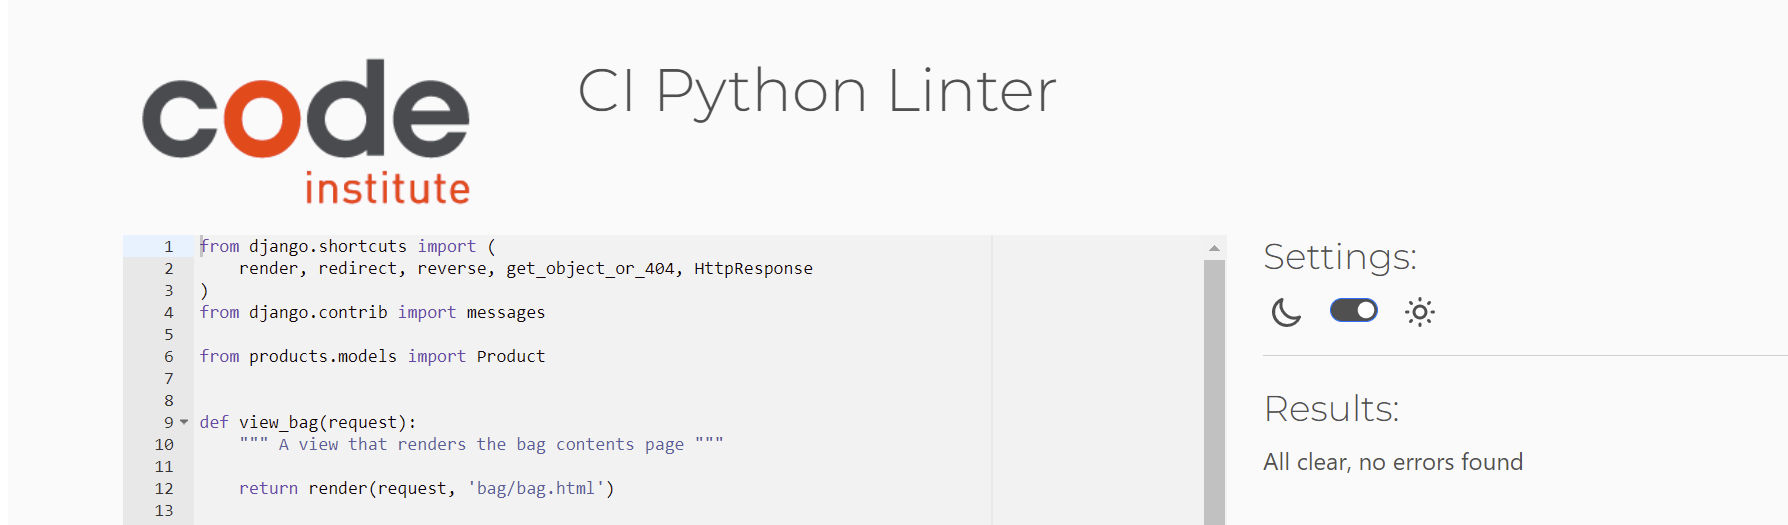 code
institute
CI Python Linter
1 from django.shortcuts import (
2     render, redirect, reverse, get_object_or_404, HttpResponse
3 )
4 from django.contrib import messages
5
6 from products.models import Product
7
8
9 def view_bag(request):
10     """ A view that renders the bag contents page """
11
12     return render(request, 'bag/bag.html')
13
Settings:
Results:
All clear, no errors found